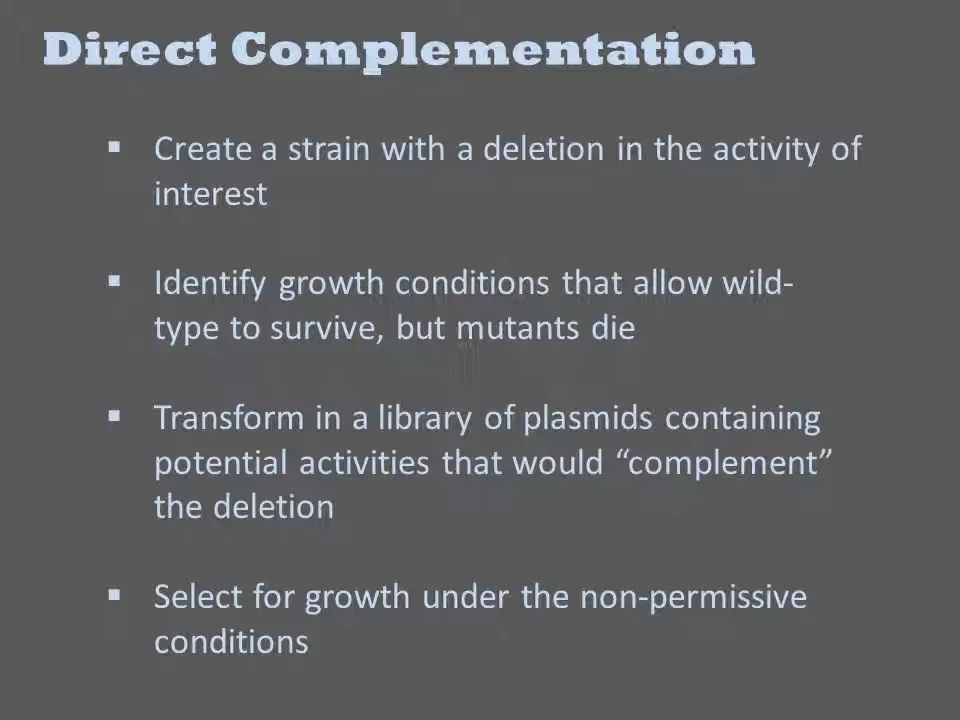 Direct Complementation
▪ Create a strain with a deletion in the activity of
interest
▪ Identify growth conditions that allow wild-
type to survive, but mutants die
▪ Transform in a library of plasmids containing
potential activities that would “complement”
the deletion
▪ Select for growth under the non-permissive
conditions